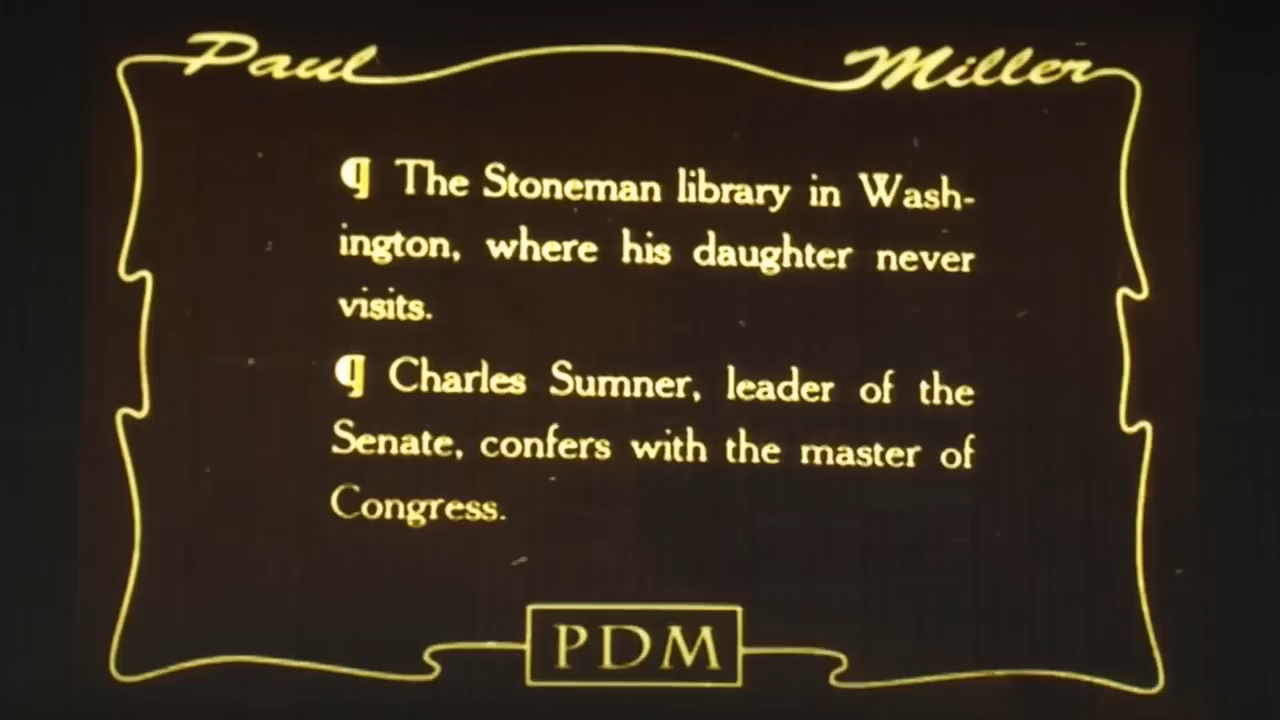 Paul Miller
¶ The Stoneman library in Wash-
ington, where his daughter never
visits.
¶ Charles Sumner, leader of the
Senate, confers with the master of
Congress.
PDM